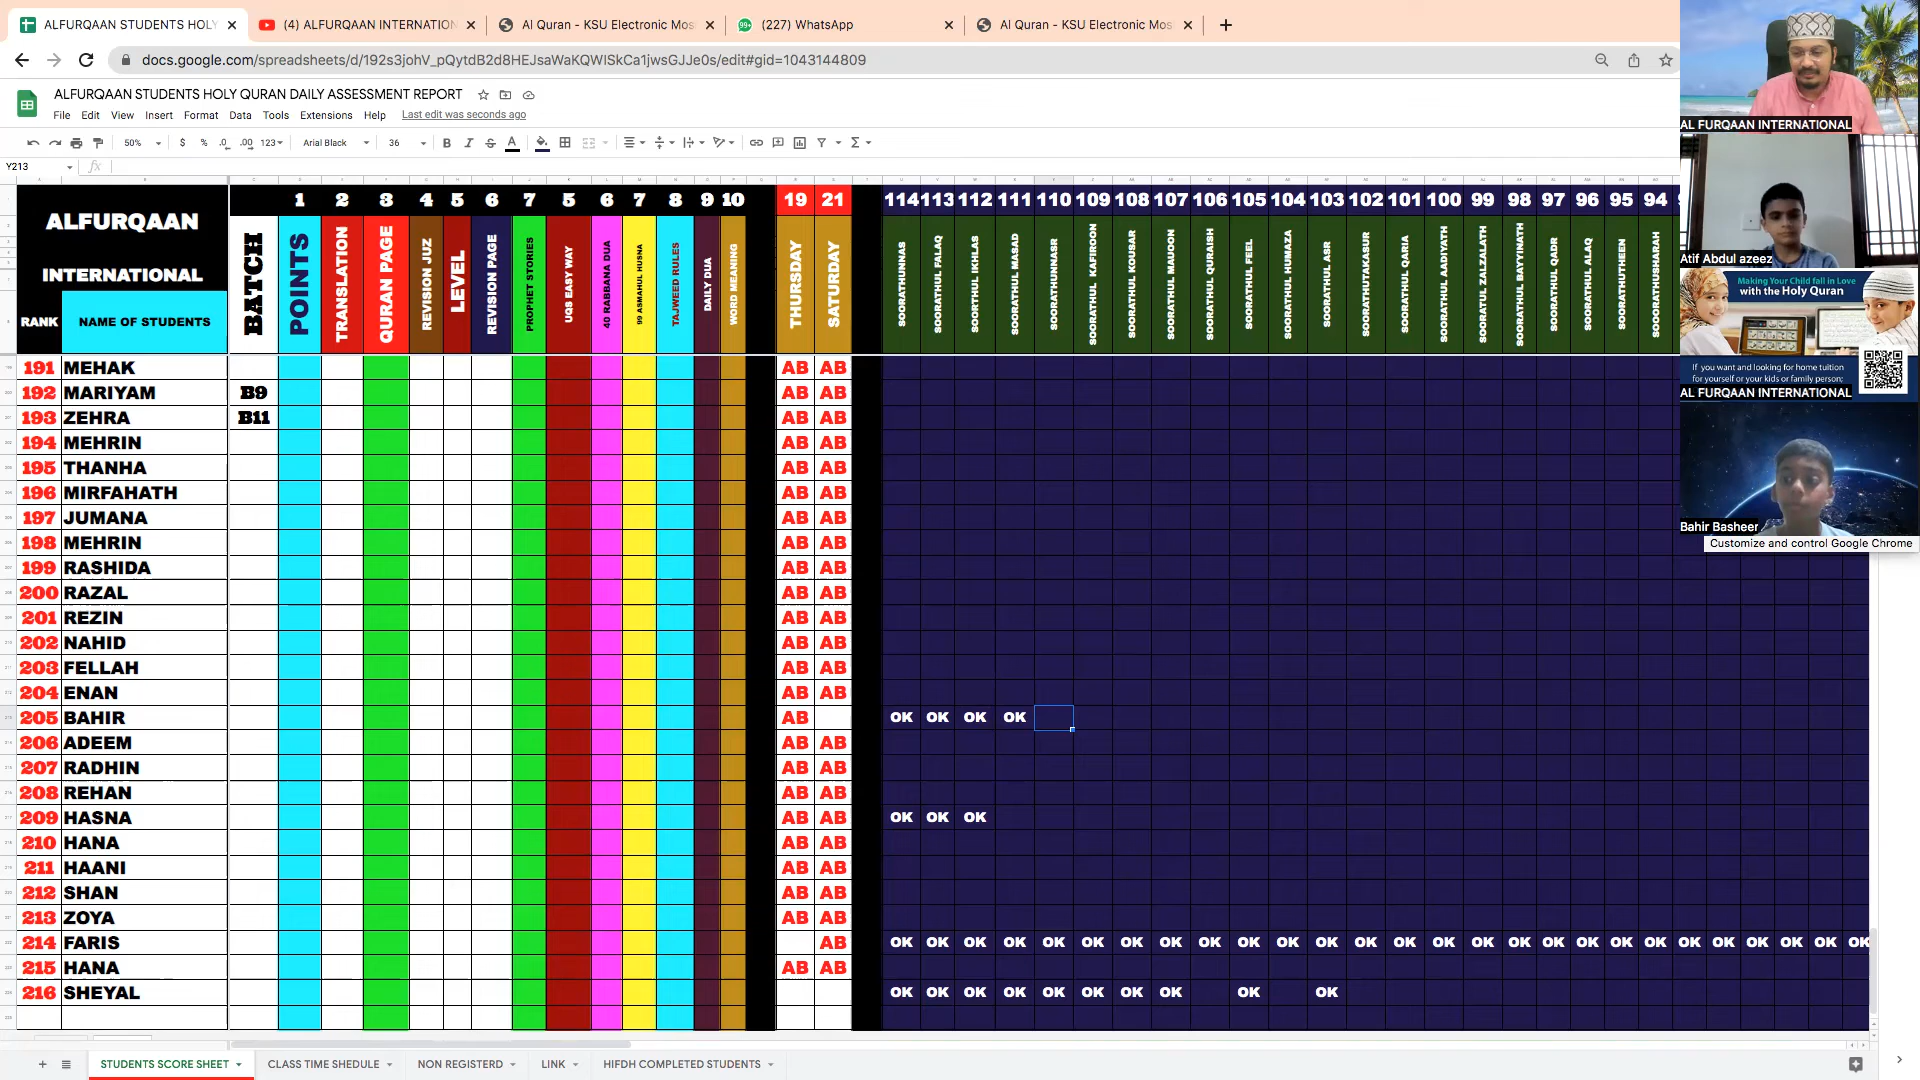 ALFURQAAN STUDENTS HOLY
(4) ALFURQAAN INTERNATION
Al Quran - KSU Electronic Mos
(227) WhatsApp
Al Quran - KSU Electronic Mos
docs.google.com/spreadsheets/d/192s3johV_pQytdB2d8HEJsaWaKQWISkCa1jwsGJJe0s/edit#gid=1043144809
ALFURQAAN STUDENTS HOLY QURAN DAILY ASSESSMENT REPORT
File Edit View Insert Format Data Tools Extensions Help Last edit was seconds ago
50% $ % .0 .00 123 Arial Black 36 B I S A
Y213 fx
1 2 3 4 5 6 7 5 6 7 8 9 10 19 21 114 113 112 111 110 109 108 107 106 105 104 103 102 101 100 99 98 97 96 95 94
ALFURQAAN
INTERNATIONAL
RANK NAME OF STUDENTS
BATCH
POINTS
TRANSLATION
QURAN PAGE
REVISION JUZ
LEVEL
REVISION PAGE
PROPHET STORIES
UQS EASY WAY
40 RABBANA DUA
99 ASMAHUL HUSNA
TAJWEED RULES
DAILY DUA
WORD MEANING
THURSDAY
SATURDAY
SOORATHUNNAS
SOORATHUL FALAQ
SOORATHUL IKHLAS
SOORATHUL MASAD
SOORATHUNNASR
SOORATHUL KAFIROON
SOORATHUL KOUSAR
SOORATHUL MAUOON
SOORATHUL QURAISH
SOORATHUL FEEL
SOORATHUL HUMAZA
SOORATHUL ASR
SOORATHUTAKASUR
SOORATHUL QARIA
SOORATHUL AADIYATH
SOORATUL ZALZALATH
SOORATHUL BAYYINATH
SOORATHUL QADR
SOORATHUL ALAQ
SOORATHUTHEEN
SOORATHUSHARAH
191 MEHAK AB AB
192 MARIYAM B9 AB AB
193 ZEHRA B11 AB AB
194 MEHRIN AB AB
195 THANHA AB AB
196 MIRFAHATH AB AB
197 JUMANA AB AB
198 MEHRIN AB AB
199 RASHIDA AB AB
200 RAZAL AB AB
201 REZIN AB AB
202 NAHID AB AB
203 FELLAH AB AB
204 ENAN AB AB
205 BAHIR AB OK OK OK OK
206 ADEEM AB AB
207 RADHIN AB AB
208 REHAN AB AB
209 HASNA AB AB OK OK OK
210 HANA AB AB
211 HAANI AB AB
212 SHAN AB AB
213 ZOYA AB AB
214 FARIS AB OK OK OK OK OK OK OK OK OK OK OK OK OK OK OK OK OK OK OK OK OK OK OK OK OK OK
215 HANA AB AB
216 SHEYAL OK OK OK OK OK OK OK OK OK OK
STUDENTS SCORE SHEET CLASS TIME SHEDULE NON REGISTERD LINK HIFDH COMPLETED STUDENTS
AL FURQAAN INTERNATIONAL
Atif Abdul azeez
Making Your Child fall in Love
with the Holy Quran
If you want and looking for home tuition
for yourself or your kids or family person;
AL FURQAAN INTERNATIONAL
Bahir Basheer
Customize and control Google Chrome